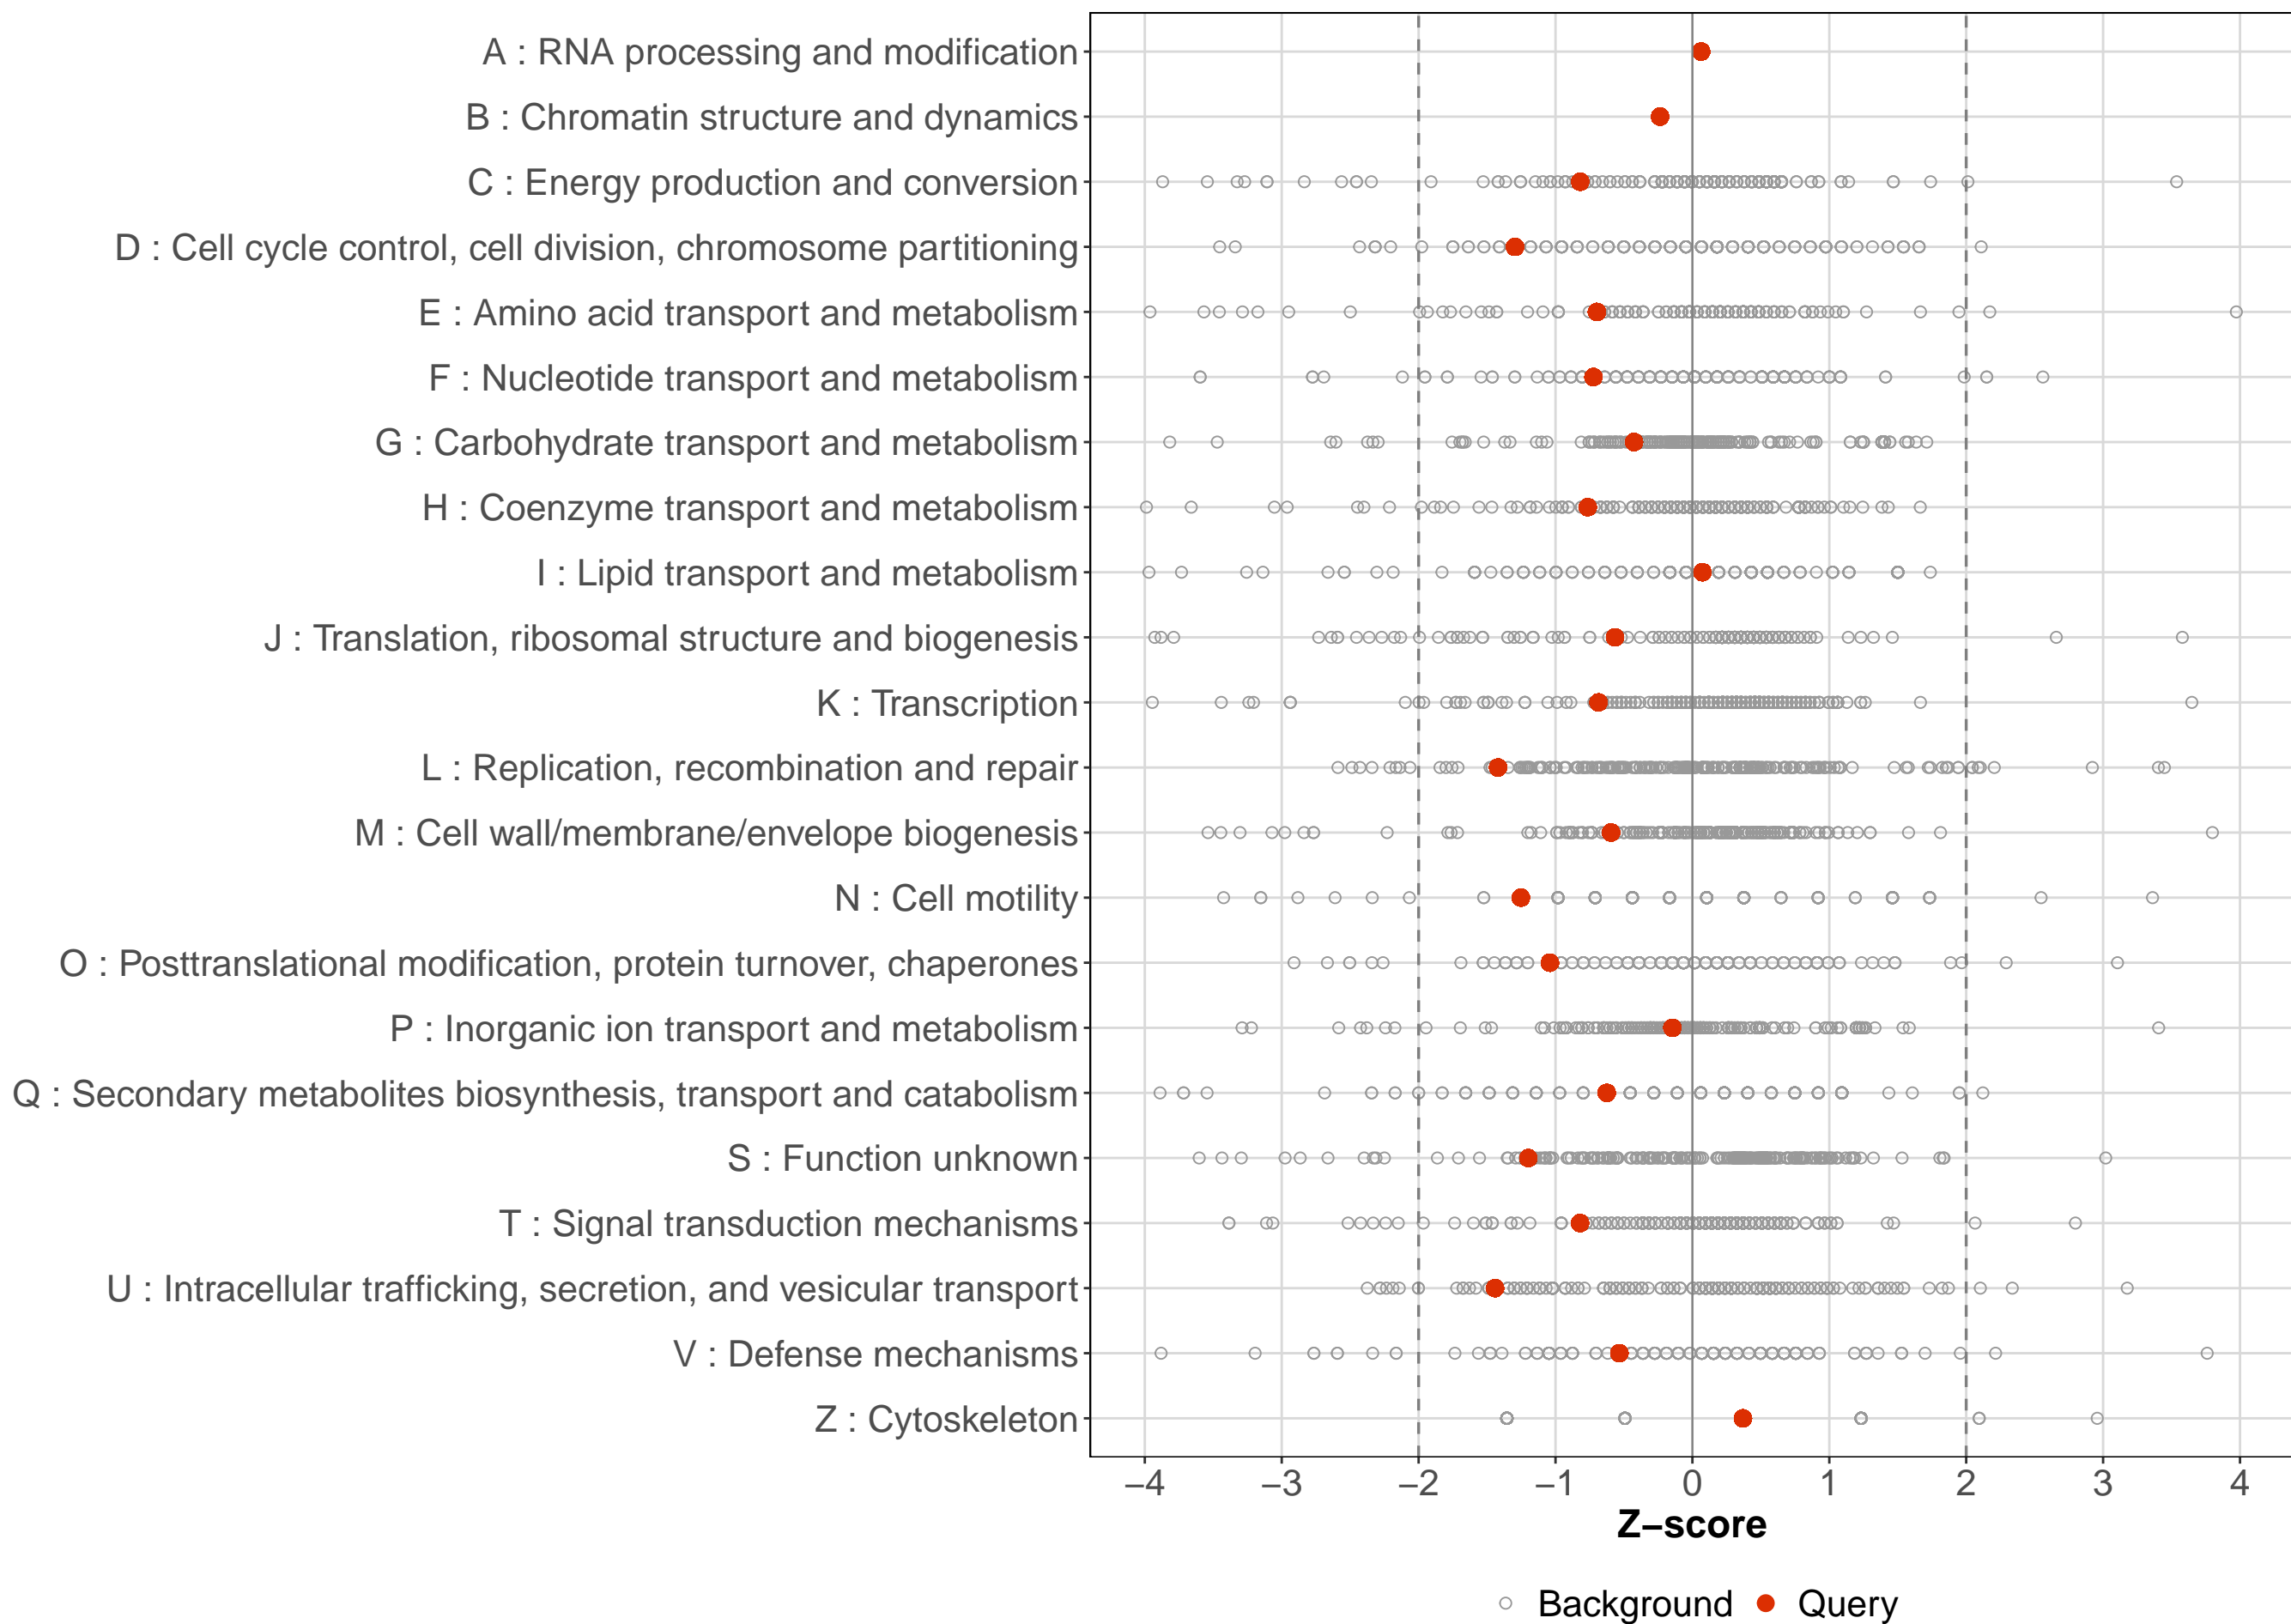 A : RNA processing and modification
B : Chromatin structure and dynamics
C : Energy production and conversion
D : Cell cycle control, cell division, chromosome partitioning
E : Amino acid transport and metabolism
F : Nucleotide transport and metabolism
G : Carbohydrate transport and metabolism
H : Coenzyme transport and metabolism
I : Lipid transport and metabolism
J : Translation, ribosomal structure and biogenesis
K : Transcription
L : Replication, recombination and repair
M : Cell wall/membrane/envelope biogenesis
N : Cell motility
O : Posttranslational modification, protein turnover, chaperones
P : Inorganic ion transport and metabolism
Q : Secondary metabolites biosynthesis, transport and catabolism
S : Function unknown
T : Signal transduction mechanisms
U : Intracellular trafficking, secretion, and vesicular transport
V : Defense mechanisms
Z : Cytoskeleton
−4 −3 −2 −1 0 1 2 3 4
Z−score
Background Query